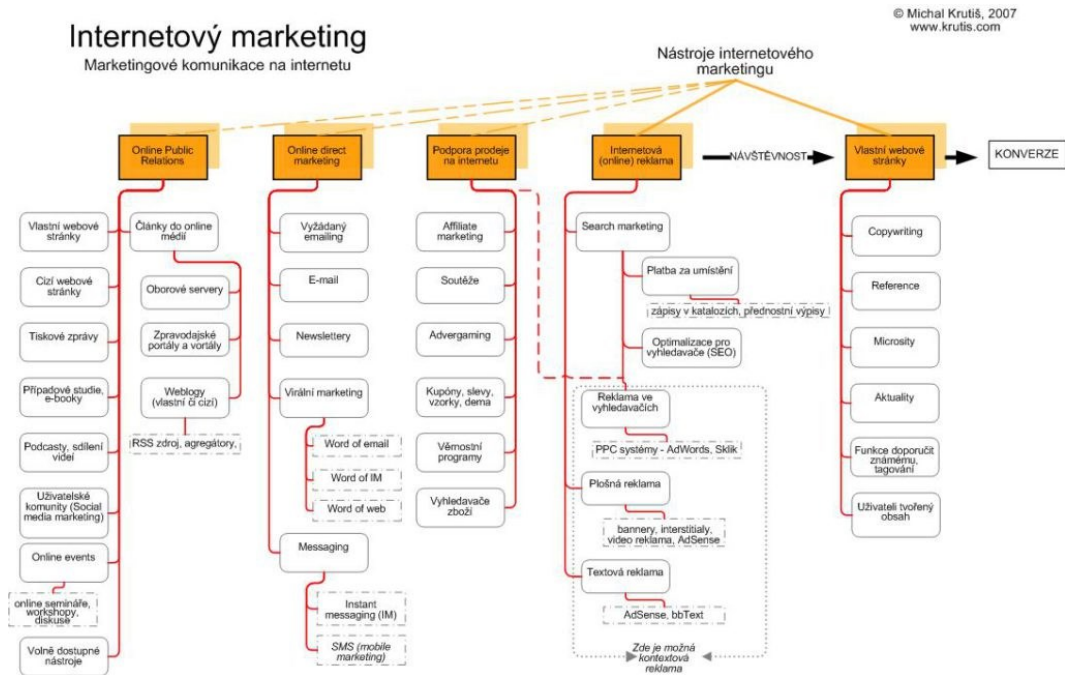 © Michal Krutiš, 2007
www.krutis.com
Internetový marketing
Marketingové komunikace na internetu
Nástroje internetového
marketingu
Online Public
Relations
Online direct
marketing
Podpora prodeje
na internetu
Internetová
(online) reklama
NÁVŠTĚVNOST
Vlastní webové
stránky
KONVERZE
Vlastní webové
stránky
Cizí webové
stránky
Tiskové zprávy
Případové studie,
e-booky
Podcasty, sdílení
videí
Uživatelské
komunity (Social
media marketing)
Online events
online semináře,
workshopy,
diskuse
Volně dostupné
nástroje
Články do online
médií
Oborové servery
Zpravodajské
portály a vortály
Weblogy
(vlastní či cizí)
RSS zdroj, agregátory,
Vyžádaný
emailing
E-mail
Newslettery
Virální marketing
Word of email
Word of IM
Word of web
Messaging
Instant
messaging (IM)
SMS (mobile
marketing)
Affiliate
marketing
Soutěže
Advergaming
Kupóny, slevy,
vzorky, dema
Věrnostní
programy
Vyhledavače
zboží
Search marketing
Platba za umístění
zápisy v katalozích, přednostní výpisy
Optimalizace pro
vyhledavače (SEO)
Reklama ve
vyhledavačích
PPC systémy - AdWords, Sklik
Plošná reklama
bannery, interstitialy,
video reklama, AdSense
Textová reklama
AdSense, bbText
Zde je možná
kontextová
reklama
Copywriting
Reference
Microsity
Aktuality
Funkce doporučit
známému,
tagování
Uživateli tvořený
obsah